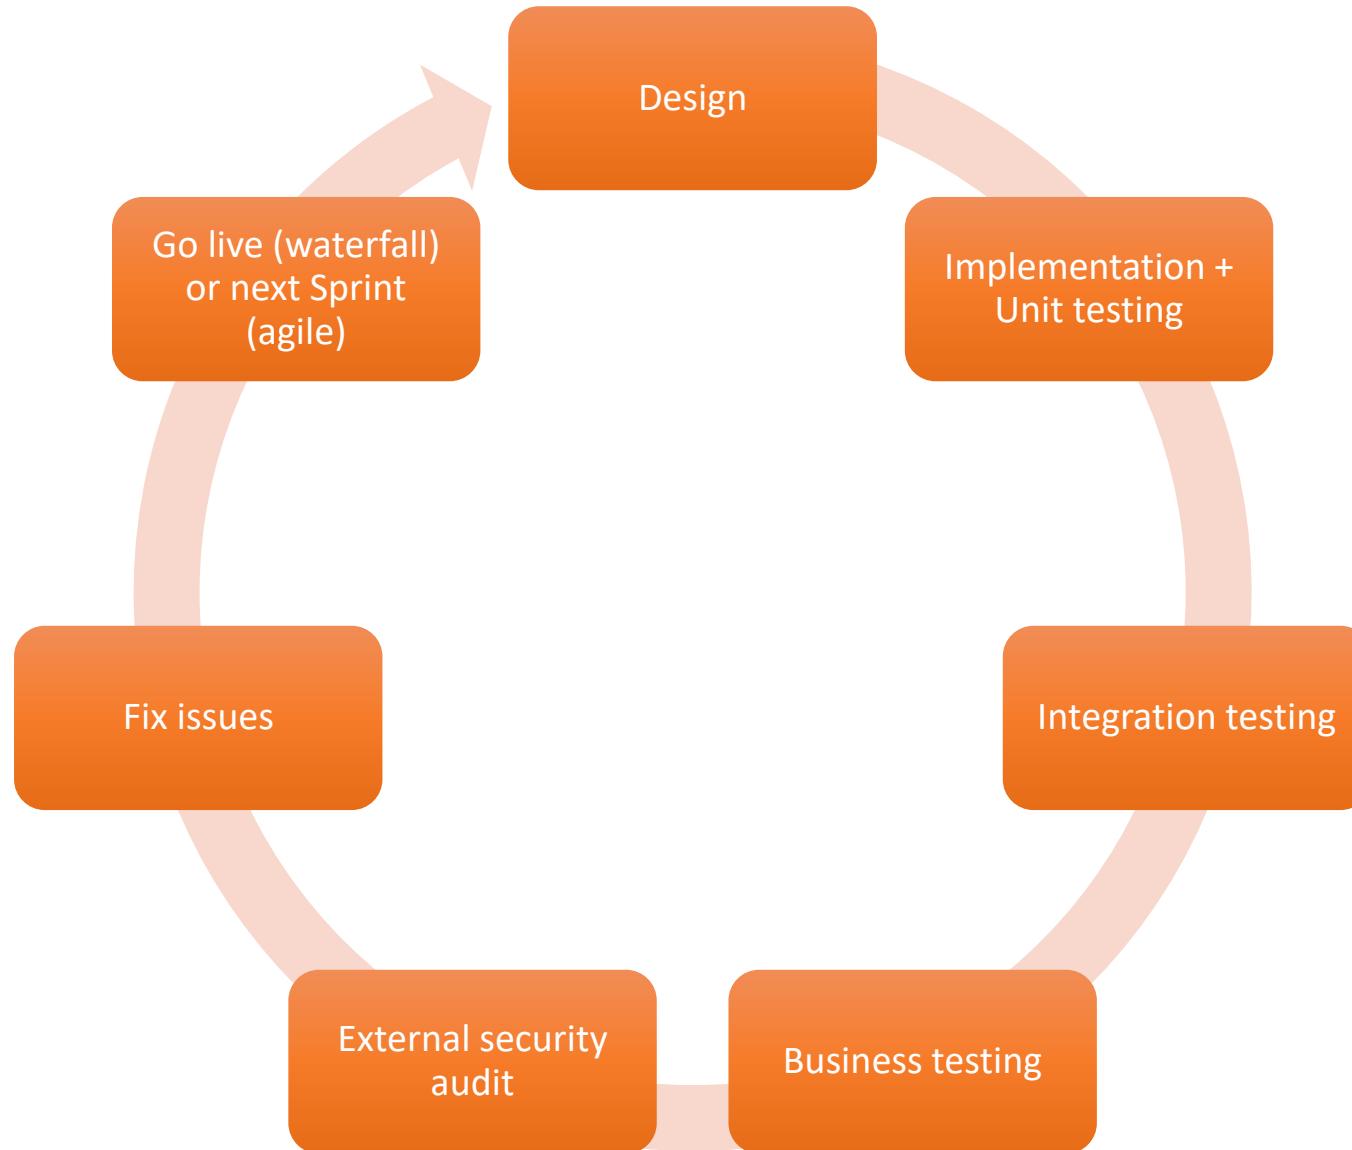 Design
Implementation +
Unit testing
Integration testing
Business testing
External security
audit
Fix issues
Go live (waterfall)
or next Sprint
(agile)